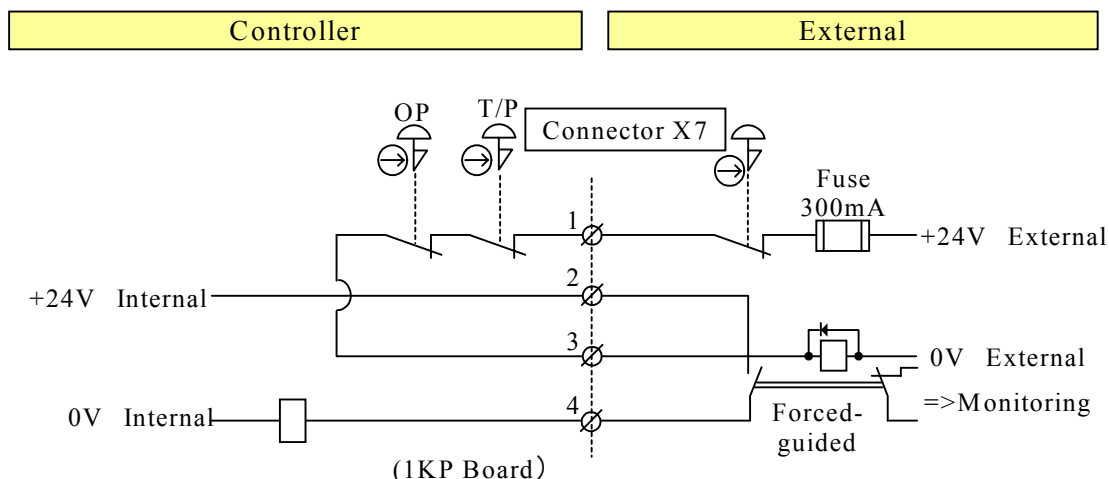 Controller
External
OP
T/P
Connector X7
Fuse
300mA
1
+24V External
2
+24V Internal
3
0V External
=>Monitoring
4
0V Internal
Forced-
guided
(1KP Board）